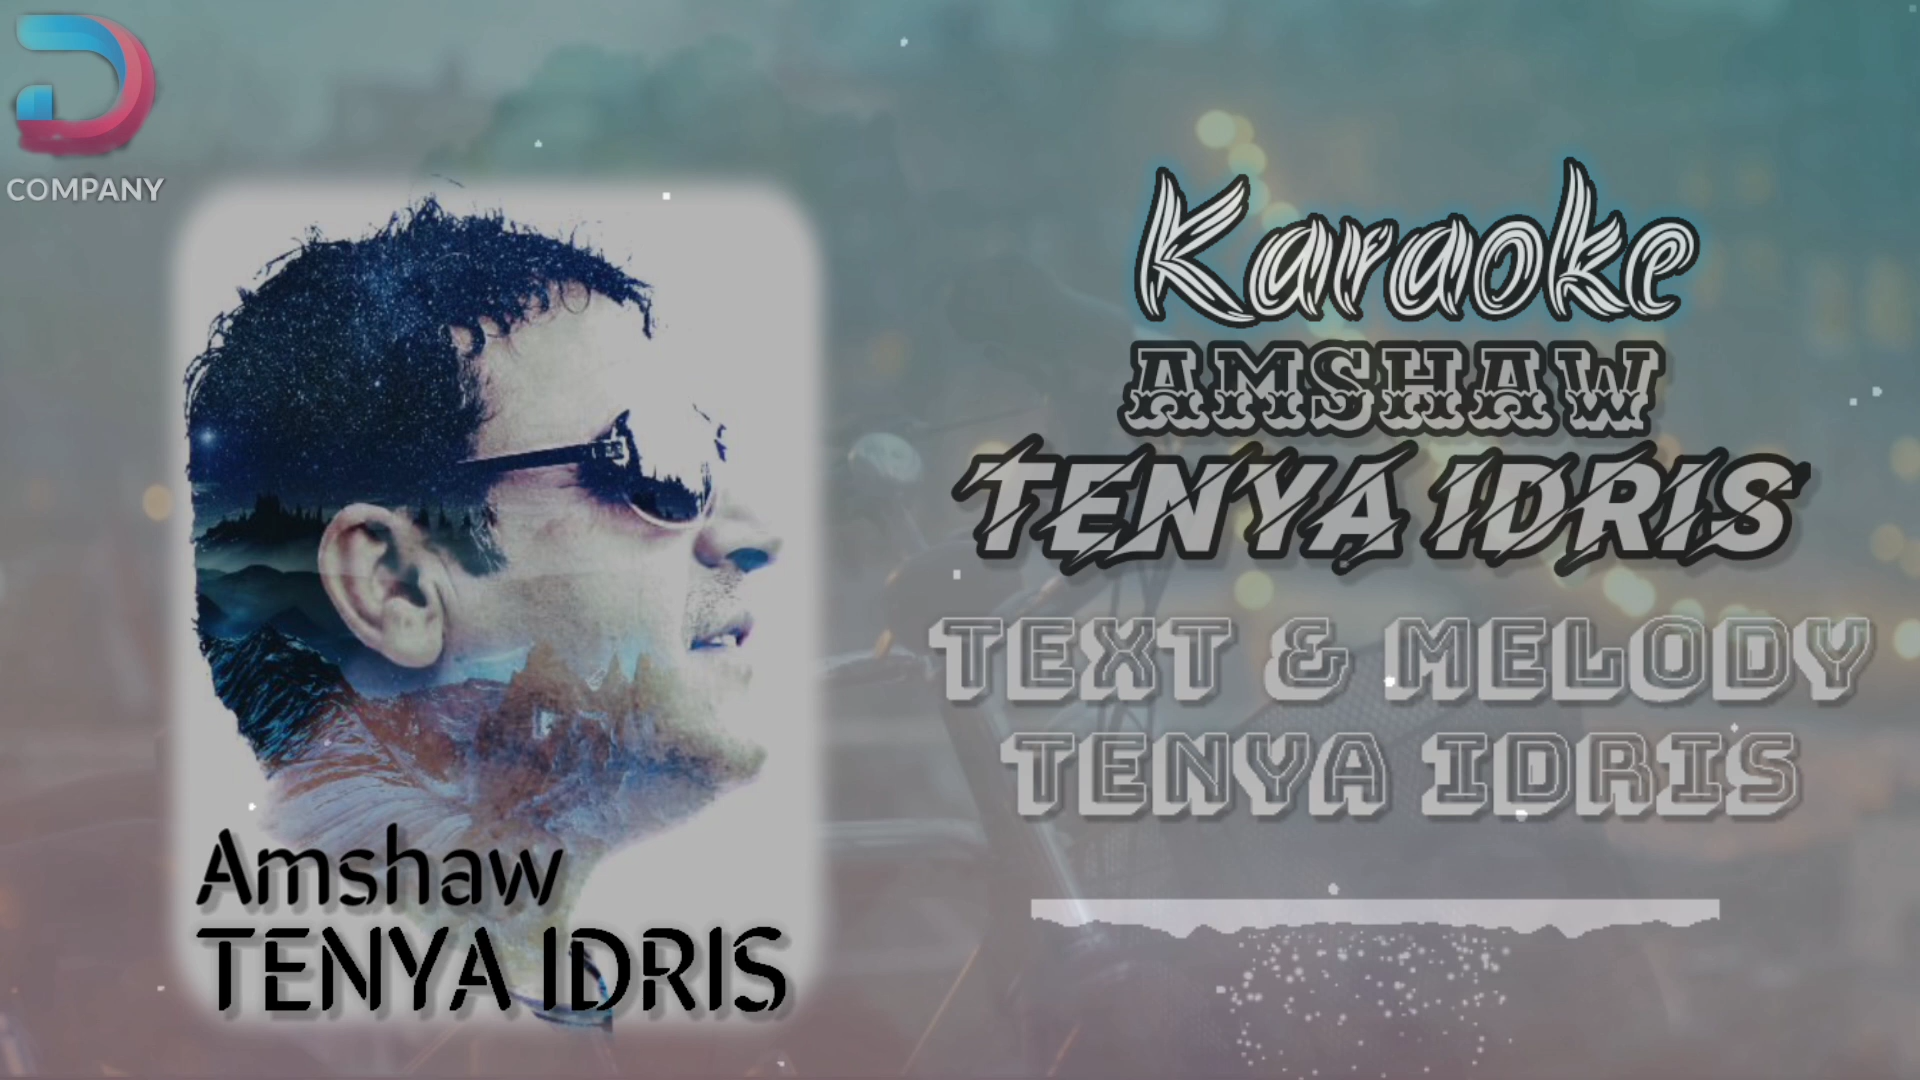 COMPANY
Karaoke
AMSHAW
TENYA IDRIS
TEXT & MELODY
TENYA IDRIS
Amshaw
TENYA IDRIS